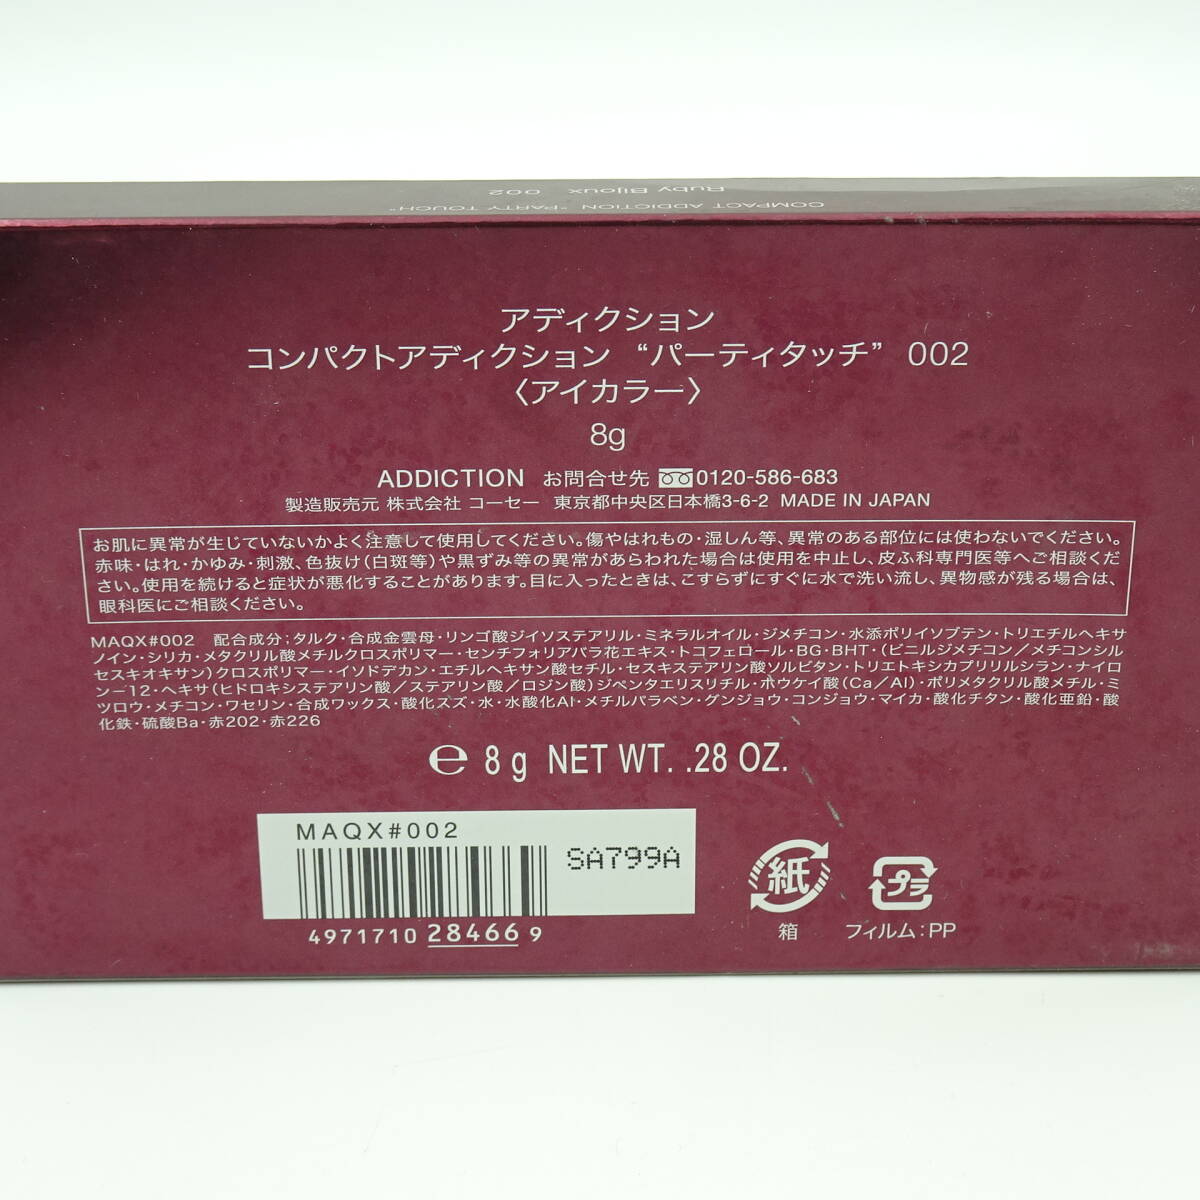 COMPACT ADDICTION "PARTY TOUCH"
Ruby Bijoux 002
アディクション
コンパクトアディクション “パーティタッチ” 002
〈アイカラー〉
8g
ADDICTION お問合せ先 0120-586-683
製造販売元 株式会社 コーセー 東京都中央区日本橋3-6-2 MADE IN JAPAN
お肌に異常が生じていないかよく注意して使用してください。傷やはれもの・湿しん等、異常のある部位には使わないでください。
赤味・はれ・かゆみ・刺激、色抜け(白斑等)や黒ずみ等の異常があらわれた場合は使用を中止し、皮ふ科専門医等へご相談くだ
さい。使用を続けると症状が悪化することがあります。目に入ったときは、こすらずにすぐに水で洗い流し、異物感が残る場合は、
眼科医にご相談ください。
MAQX#002 配合成分;タルク・合成金雲母・リンゴ酸ジイソステアリル・ミネラルオイル・ジメチコン・水添ポリイソブテン・トリエチルヘキサ
ノイン・シリカ・メタクリル酸メチルクロスポリマー・センチフォリアバラ花エキス・トコフェロール・BG・BHT・(ビニルジメチコン/メチコンシル
セスキオキサン)クロスポリマー・イソドデカン・エチルヘキサン酸セチル・セスキステアリン酸ソルビタン・トリエトキシカプリリルシラン・ナイロ
ン-12・ヘキサ(ヒドロキシステアリン酸/ステアリン酸/ロジン酸)ジペンタエリスリチル・ホウケイ酸(Ca/Al)・ポリメタクリル酸メチル・ミ
ツロウ・メチコン・ワセリン・合成ワックス・酸化スズ・水・水酸化Al・メチルパラベン・グンジョウ・コンジョウ・マイカ・酸化チタン・酸化亜鉛・酸
化鉄・硫酸Ba・赤202・赤226
℮ 8 g NET WT. .28 OZ.
MAQX#002
SA799A
4971710 28466 9
紙
箱
プラ
フィルム:PP